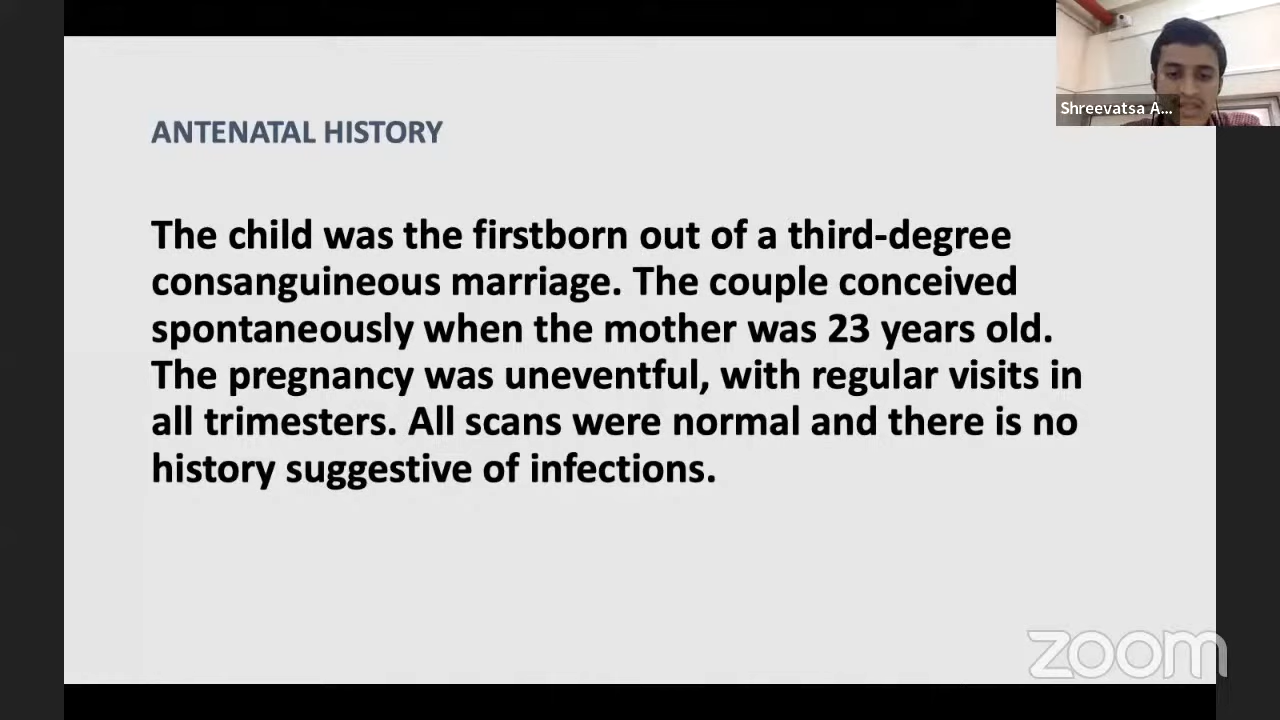 Shreevatsa A...
ANTENATAL HISTORY
The child was the firstborn out of a third-degree
consanguineous marriage. The couple conceived
spontaneously when the mother was 23 years old.
The pregnancy was uneventful, with regular visits in
all trimesters. All scans were normal and there is no
history suggestive of infections.
zoom